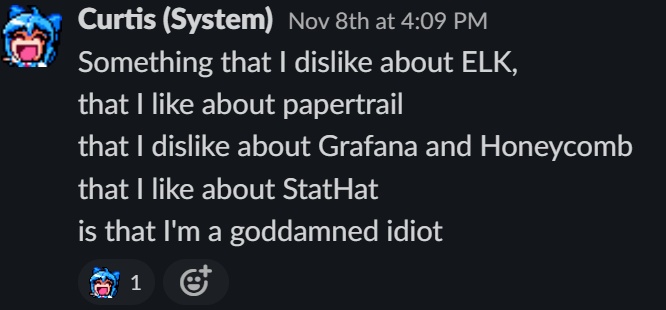 Curtis (System) Nov 8th at 4:09 PM
Something that I dislike about ELK,
that I like about papertrail
that I dislike about Grafana and Honeycomb
that I like about StatHat
is that I'm a goddamned idiot
1